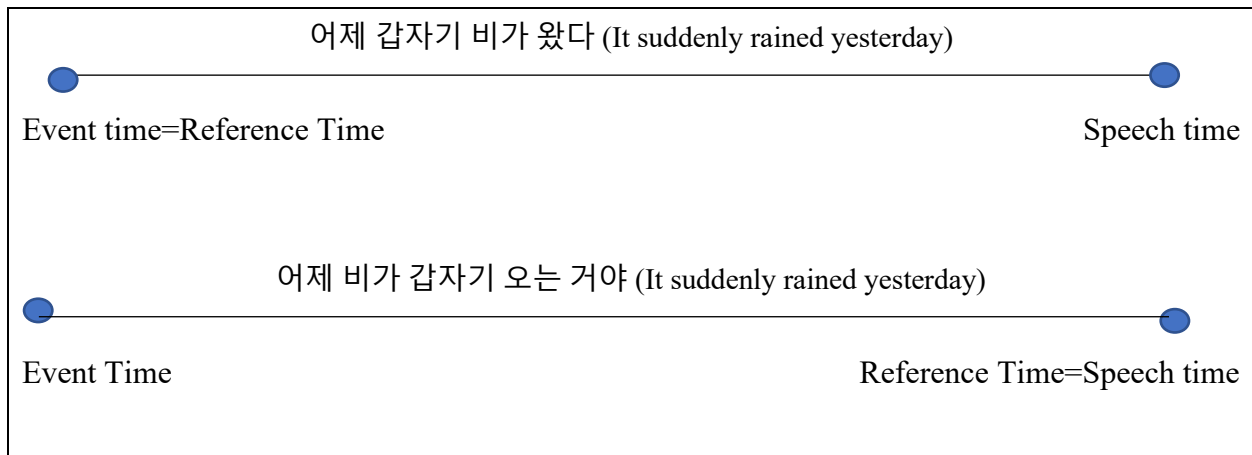 어제 갑자기 비가 왔다 (It suddenly rained yesterday)
Event time=Reference Time Speech time
어제 비가 갑자기 오는 거야 (It suddenly rained yesterday)
Event Time Reference Time=Speech time